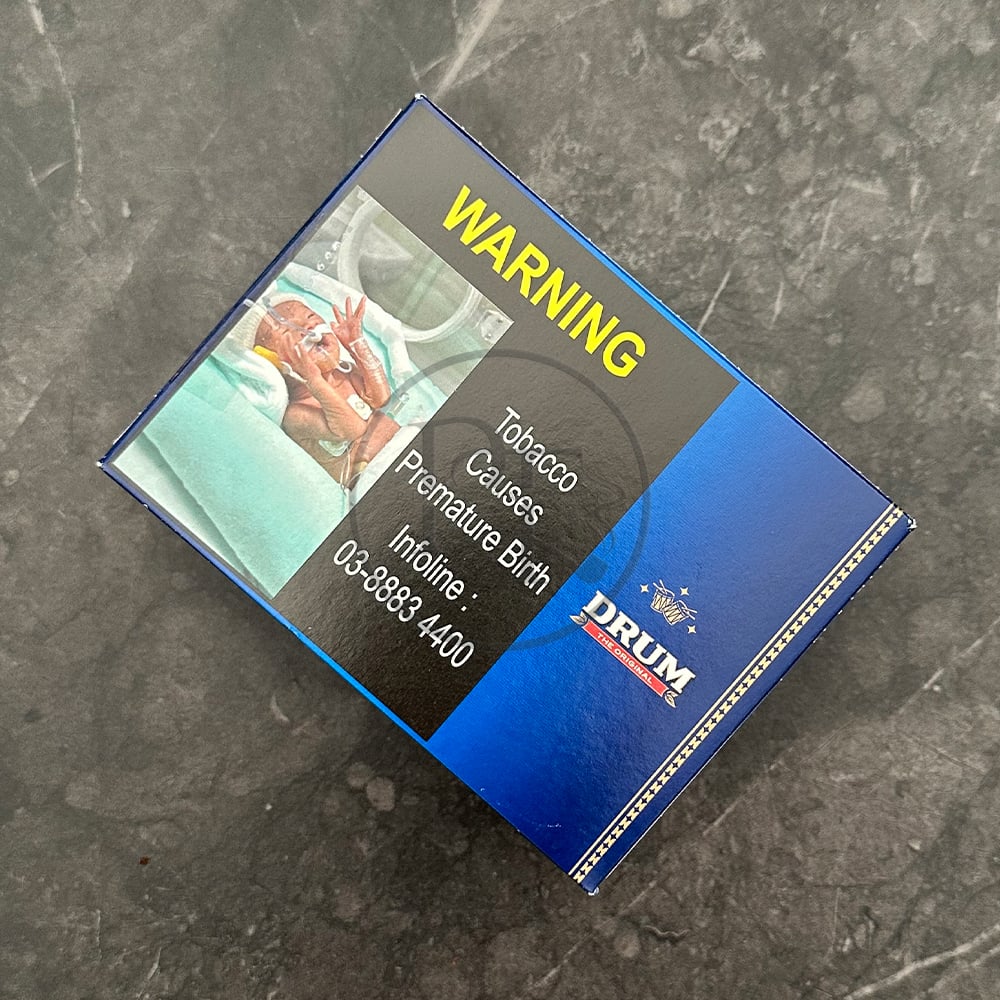 WARNING
Tobacco
Causes
Premature Birth
Infoline :
03-8883 4400
DRUM
THE ORIGINAL